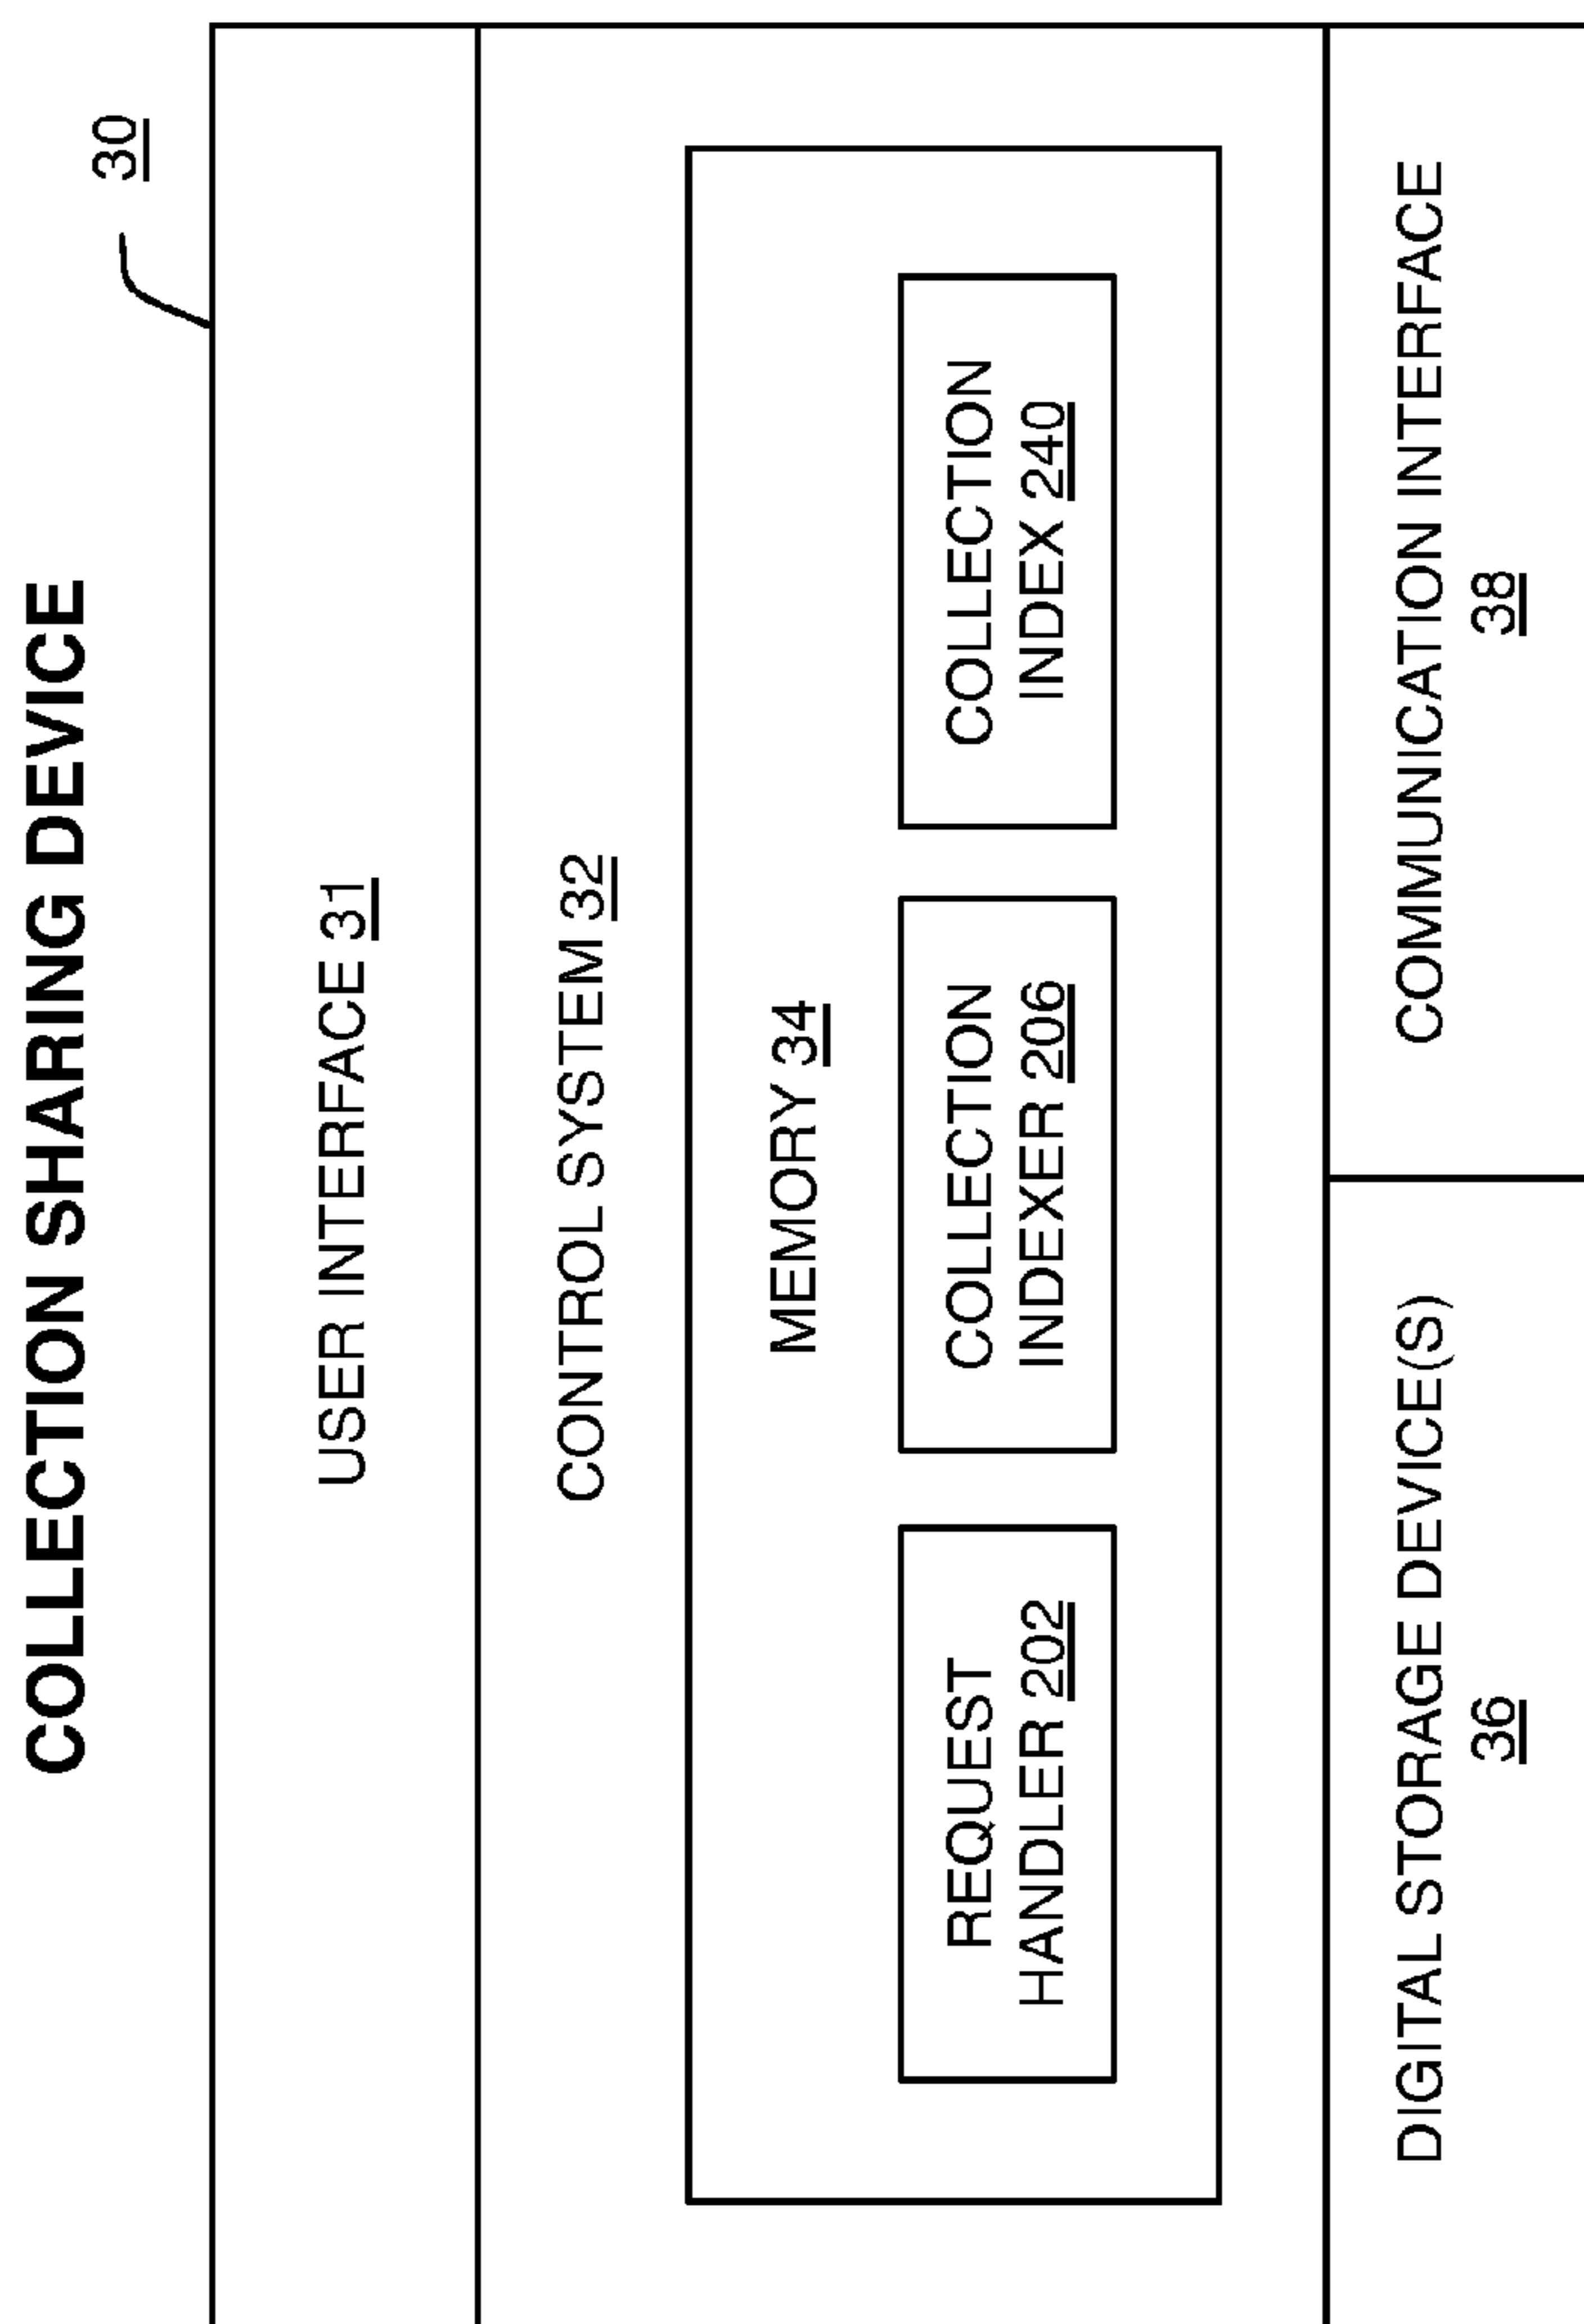 COLLECTION SHARING DEVICE
30
USER INTERFACE 31
CONTROL SYSTEM 32
MEMORY 34
REQUEST
HANDLER 202
COLLECTION
INDEXER 206
COLLECTION
INDEX 240
DIGITAL STORAGE DEVICE(S)
36
COMMUNICATION INTERFACE
38